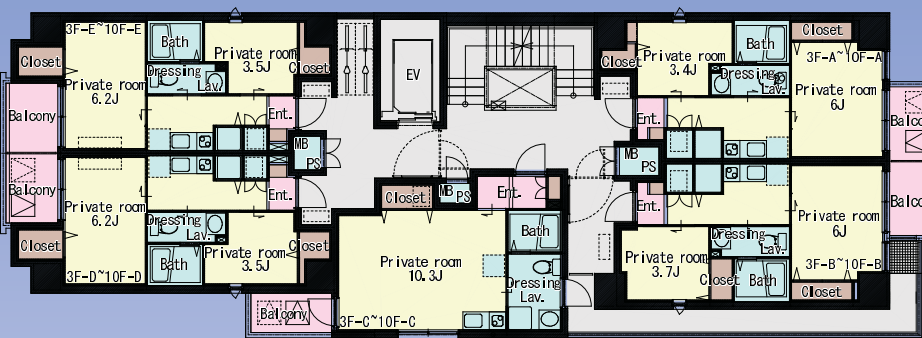 3F-E~10F-E
Bath
Private room
3.5J
Closet
Closet
Dressing
Lav.
Private room
6.2J
Balcony
Ent.
MB
PS
EV
Closet
Private room
3.4J
Bath
Closet
3F-A~10F-A
Dressing
Lav.
Private room
6J
Balc
Ent.
MB
PS
Balcony
Private room
6.2J
Ent.
Dressing
Lav.
Closet
Private room
3.5J
Closet
Bath
3F-D~10F-D
Closet
MB
PS
Ent.
Private room
10.3J
Bath
Dressing
Lav.
Balcony
3F-C~10F-C
Ent.
Private room
3.7J
Dressing
Lav.
Closet
Bath
Private room
6J
3F-B~10F-B
Closet
Balc